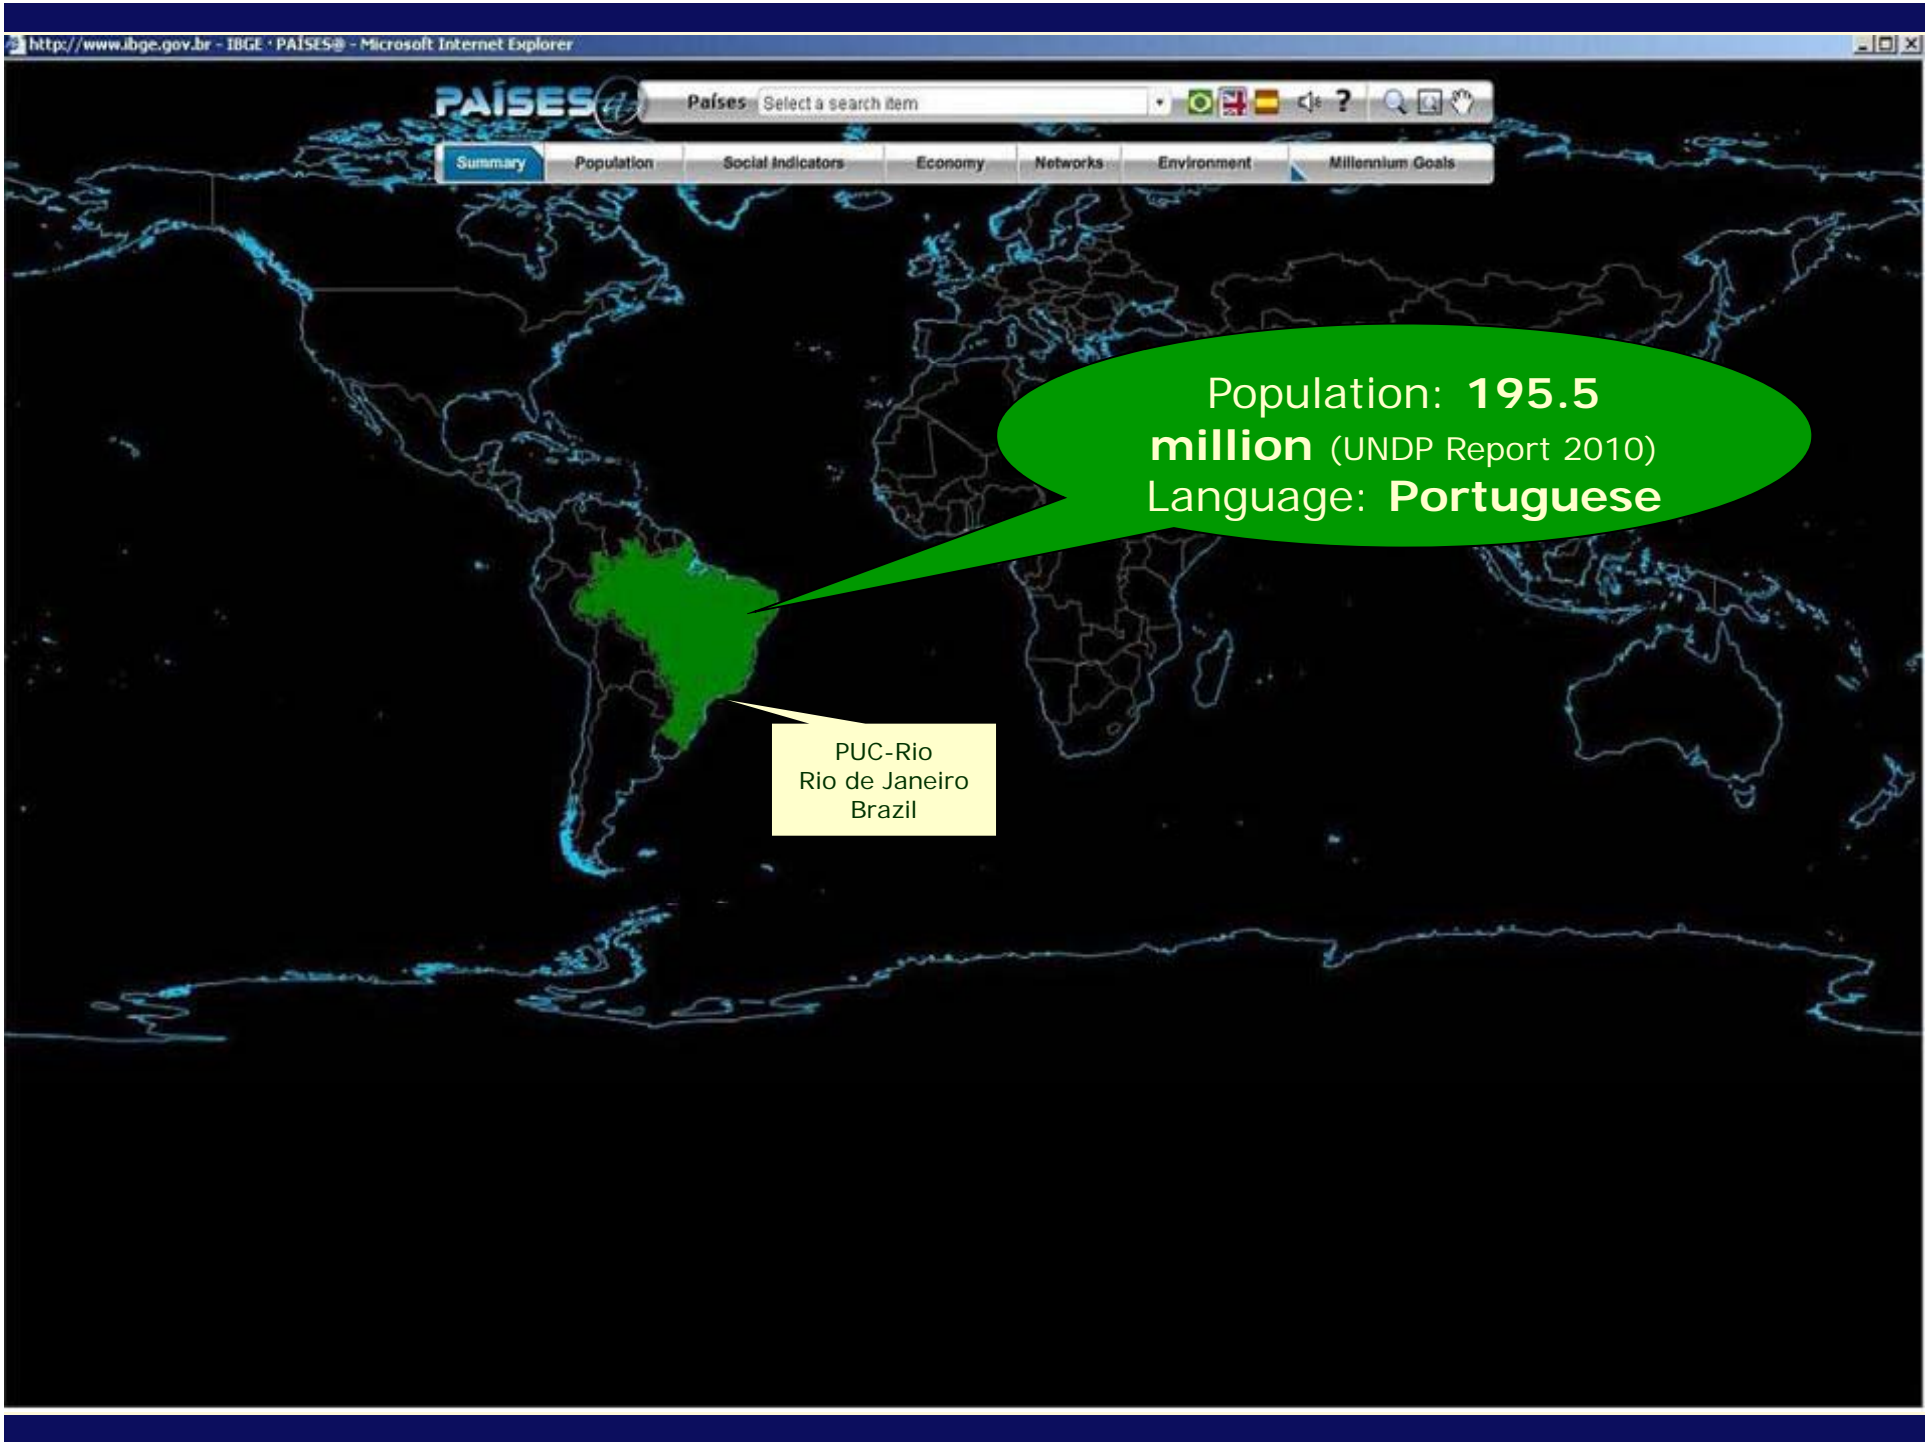 http://www.ibge.gov.br - IBGE · PAÍSES@ - Microsoft Internet Explorer
PAÍSES@
Países Select a search item
?
Summary Population Social Indicators Economy Networks Environment Millennium Goals
Population: 195.5
million (UNDP Report 2010)
Language: Portuguese
PUC-Rio
Rio de Janeiro
Brazil